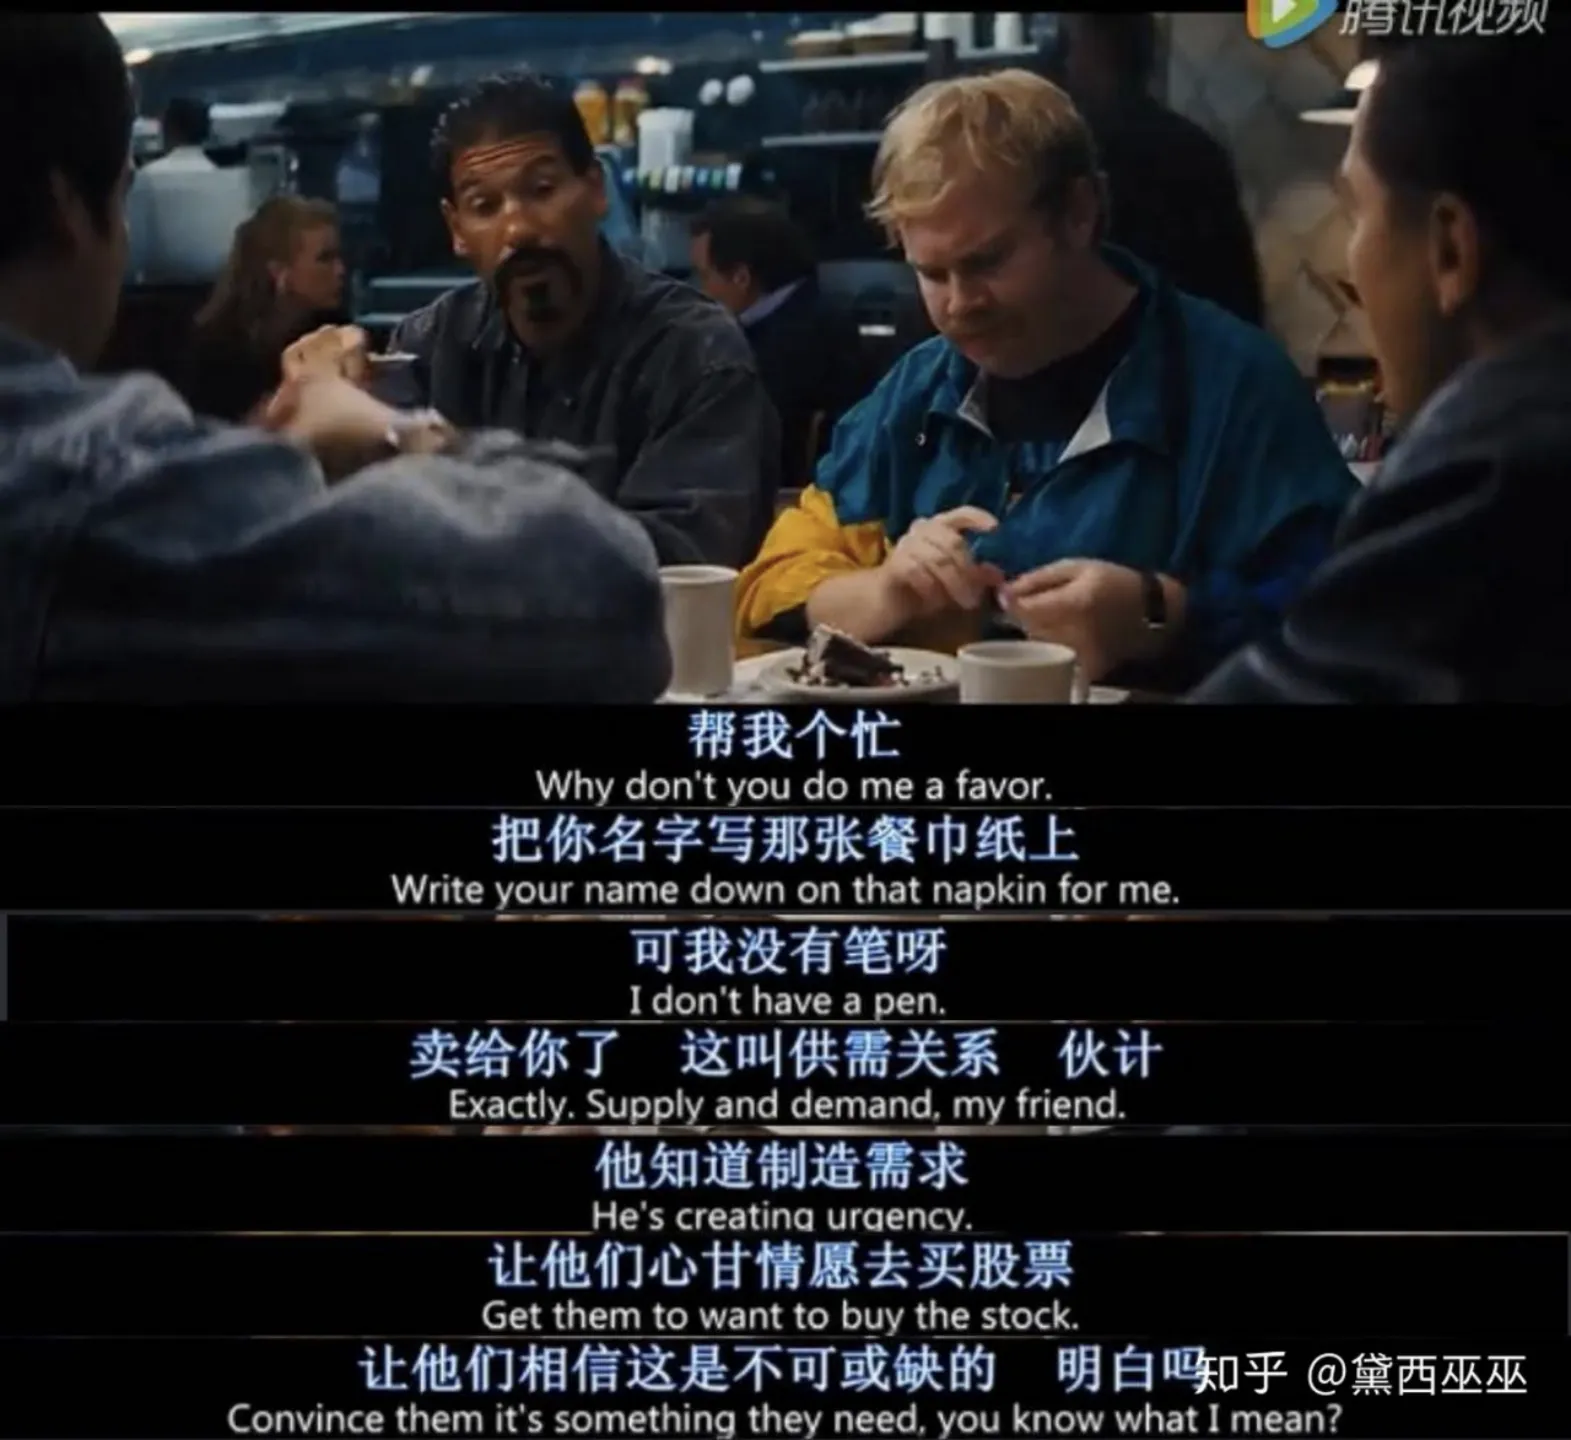 腾讯视频
帮我个忙
Why don't you do me a favor.
把你名字写那张餐巾纸上
Write your name down on that napkin for me.
可我没有笔呀
I don't have a pen.
卖给你了 这叫供需关系 伙计
Exactly. Supply and demand, my friend.
他知道制造需求
He's creating urgency.
让他们心甘情愿去买股票
Get them to want to buy the stock.
让他们相信这是不可或缺的 明白吗
Convince them it's something they need, you know what I mean?
知乎 @黛西巫巫